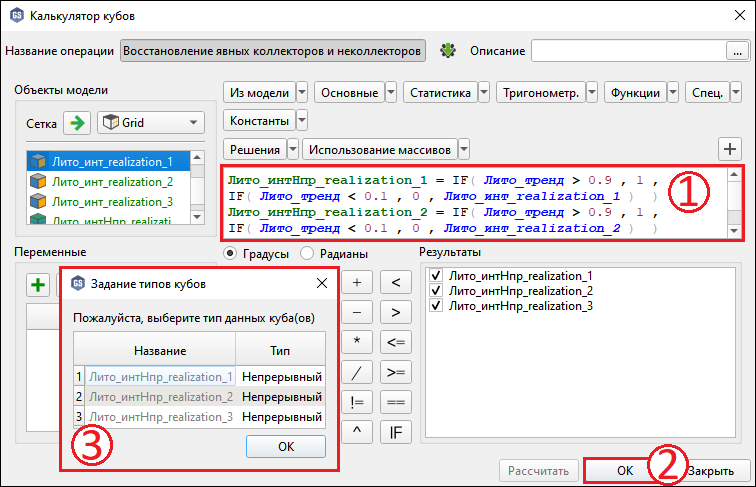 Калькулятор кубов
Название операции Восстановление явных коллекторов и неколлекторов Описание ...
Объекты модели
Из модели Основные Статистика Тригонометр. Функции Спец.
Сетка Grid
Константы
Решения Использование массивов
Лито_инт_realization_1
Лито_инт_realization_2
Лито_инт_realization_3
Лито_интНпр_realizati
Лито_интНпр_realization_1 = IF( Лито_тренд > 0.9 , 1 ,
IF( Лито_тренд < 0.1 , 0 , Лито_инт_realization_1 ) )
Лито_интНпр_realization_2 = IF( Лито_тренд > 0.9 , 1 ,
IF( Лито_тренд < 0.1 , 0 , Лито_инт_realization_2 ) )
1
Переменные
Градусы Радианы
Результаты
Лито_интНпр_realization_1
Лито_интНпр_realization_2
Лито_интНпр_realization_3
Задание типов кубов
Пожалуйста, выберите тип данных куба(ов)
Название Тип
1 Лито_интНпр_realization_1 Непрерывный
2 Лито_интНпр_realization_2 Непрерывный
3 Лито_интНпр_realization_3 Непрерывный
3
OK
+ <
− >
* <=
/ >=
!= ==
^ IF
Рассчитать OK 2 Закрыть